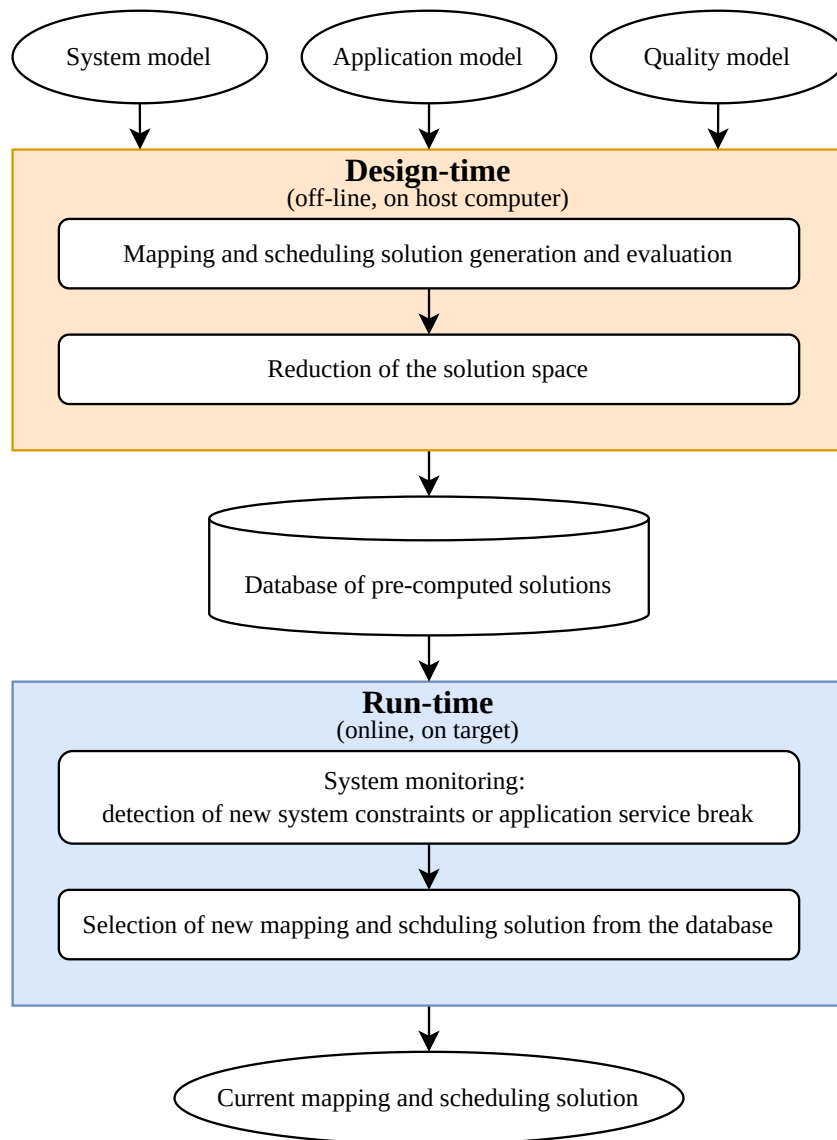 System model
Application model
Quality model
Design-time
(off-line, on host computer)
Mapping and scheduling solution generation and evaluation
Reduction of the solution space
Database of pre-computed solutions
Run-time
(online, on target)
System monitoring:
detection of new system constraints or application service break
Selection of new mapping and schduling solution from the database
Current mapping and scheduling solution